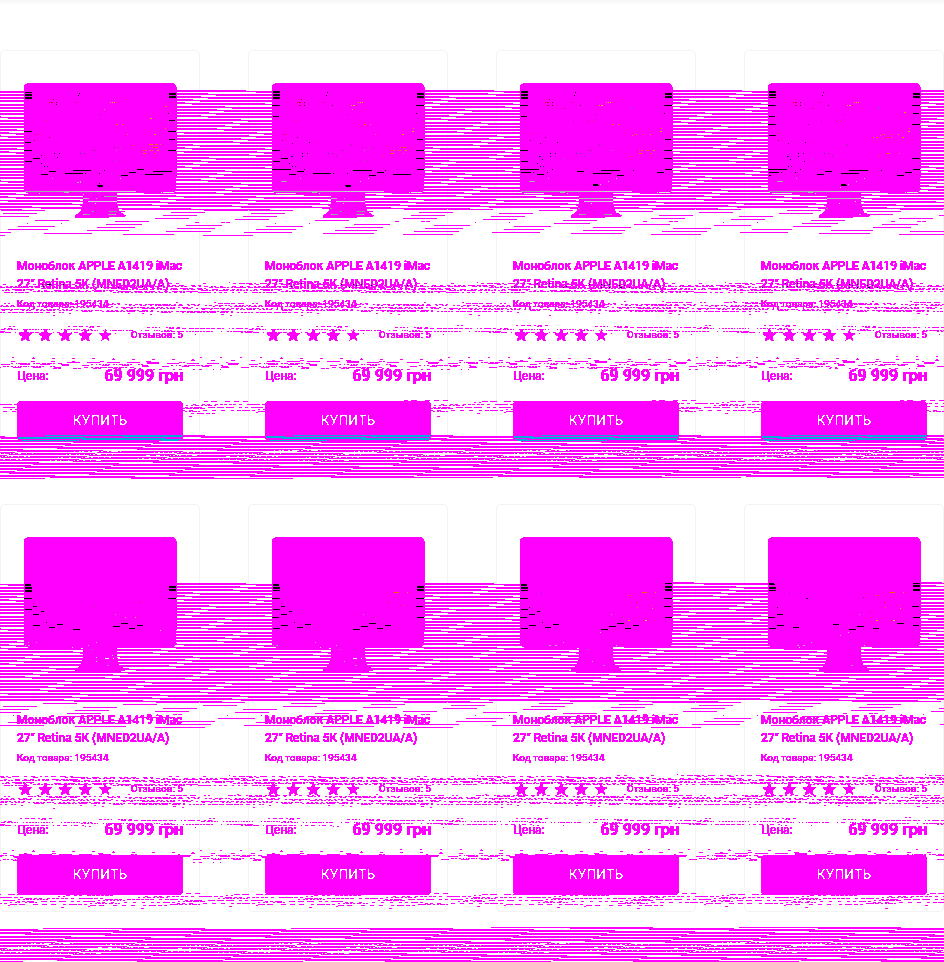 Моноблок APPLE A1419 iMac Моноблок APPLE A1419 iMac Моноблок APPLE A1419 iMac Моноблок APPLE A1419 iMac
27" Retina 5K (MNED2UA/A) 27" Retina 5K (MNED2UA/A) 27" Retina 5K (MNED2UA/A) 27" Retina 5K (MNED2UA/A)
Код товара: 195434 Код товара: 195434 Код товара: 195434 Код товара: 195434
Отзывов: 5 Отзывов: 5 Отзывов: 5 Отзывов: 5
Цена: 69 999 грн Цена: 69 999 грн Цена: 69 999 грн Цена: 69 999 грн
КУПИТЬ КУПИТЬ КУПИТЬ КУПИТЬ
Моноблок APPLE A1419 iMac Моноблок APPLE A1419 iMac Моноблок APPLE A1419 iMac Моноблок APPLE A1419 iMac
27" Retina 5K (MNED2UA/A) 27" Retina 5K (MNED2UA/A) 27" Retina 5K (MNED2UA/A) 27" Retina 5K (MNED2UA/A)
Код товара: 195434 Код товара: 195434 Код товара: 195434 Код товара: 195434
Отзывов: 5 Отзывов: 5 Отзывов: 5 Отзывов: 5
Цена: 69 999 грн Цена: 69 999 грн Цена: 69 999 грн Цена: 69 999 грн
КУПИТЬ КУПИТЬ КУПИТЬ КУПИТЬ